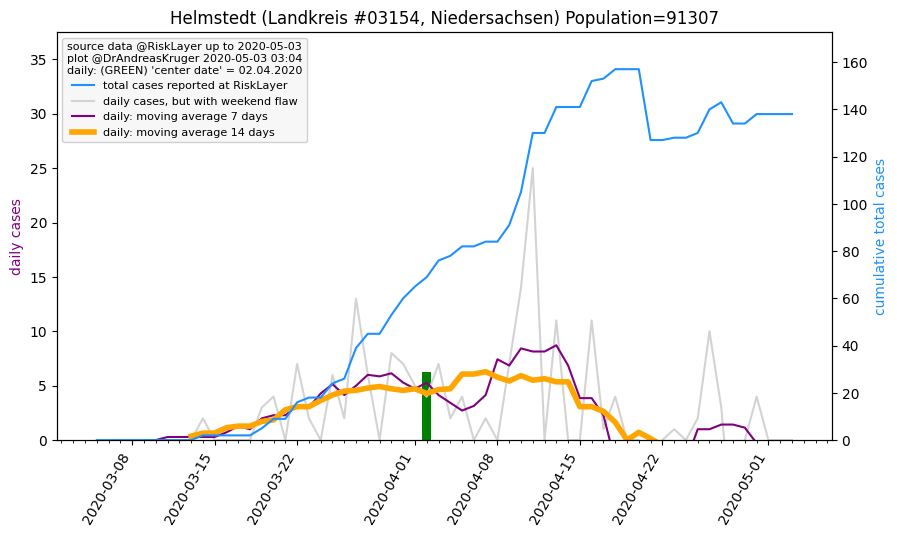 Helmstedt (Landkreis #03154, Niedersachsen) Population=91307
source data @RiskLayer up to 2020-05-03
plot @DrAndreasKruger 2020-05-03 03:04
daily: (GREEN) 'center date' = 02.04.2020
total cases reported at RiskLayer
daily cases, but with weekend flaw
daily: moving average 7 days
daily: moving average 14 days
daily cases
35
30
25
20
15
10
5
0
cumulative total cases
160
140
120
100
80
60
40
20
0
2020-03-08
2020-03-15
2020-03-22
2020-04-01
2020-04-08
2020-04-15
2020-04-22
2020-05-01